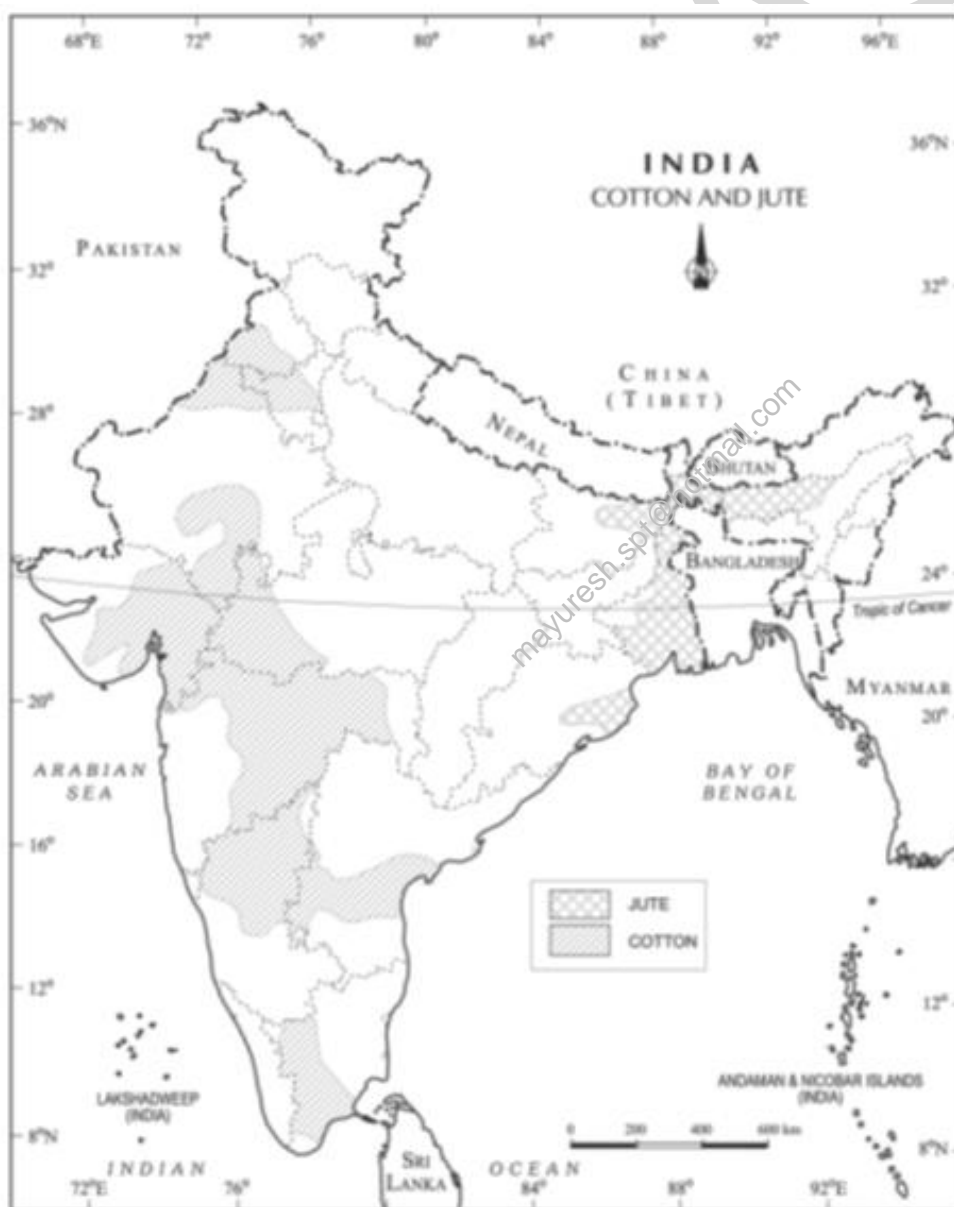 68°E 72° 76° 80° 84° 88° 92° 96°E
36°N
36°N
INDIA
COTTON AND JUTE
PAKISTAN
N
32°
32°
CHINA
(TIBET)
28°
NEPAL
BHUTAN
mayuresh.spt@hotmail.com
BANGLADESH
24°
Tropic of Cancer
MYANMAR
20°
20°
ARABIAN
SEA
BAY OF
BENGAL
16°
JUTE
COTTON
12°
12°
LAKSHADWEEP
(INDIA)
ANDAMAN & NICOBAR ISLANDS
(INDIA)
0 200 400 600 km
8°N
8°N
INDIAN OCEAN
SRI
LANKA
72°E 76° 84° 88° 92°E